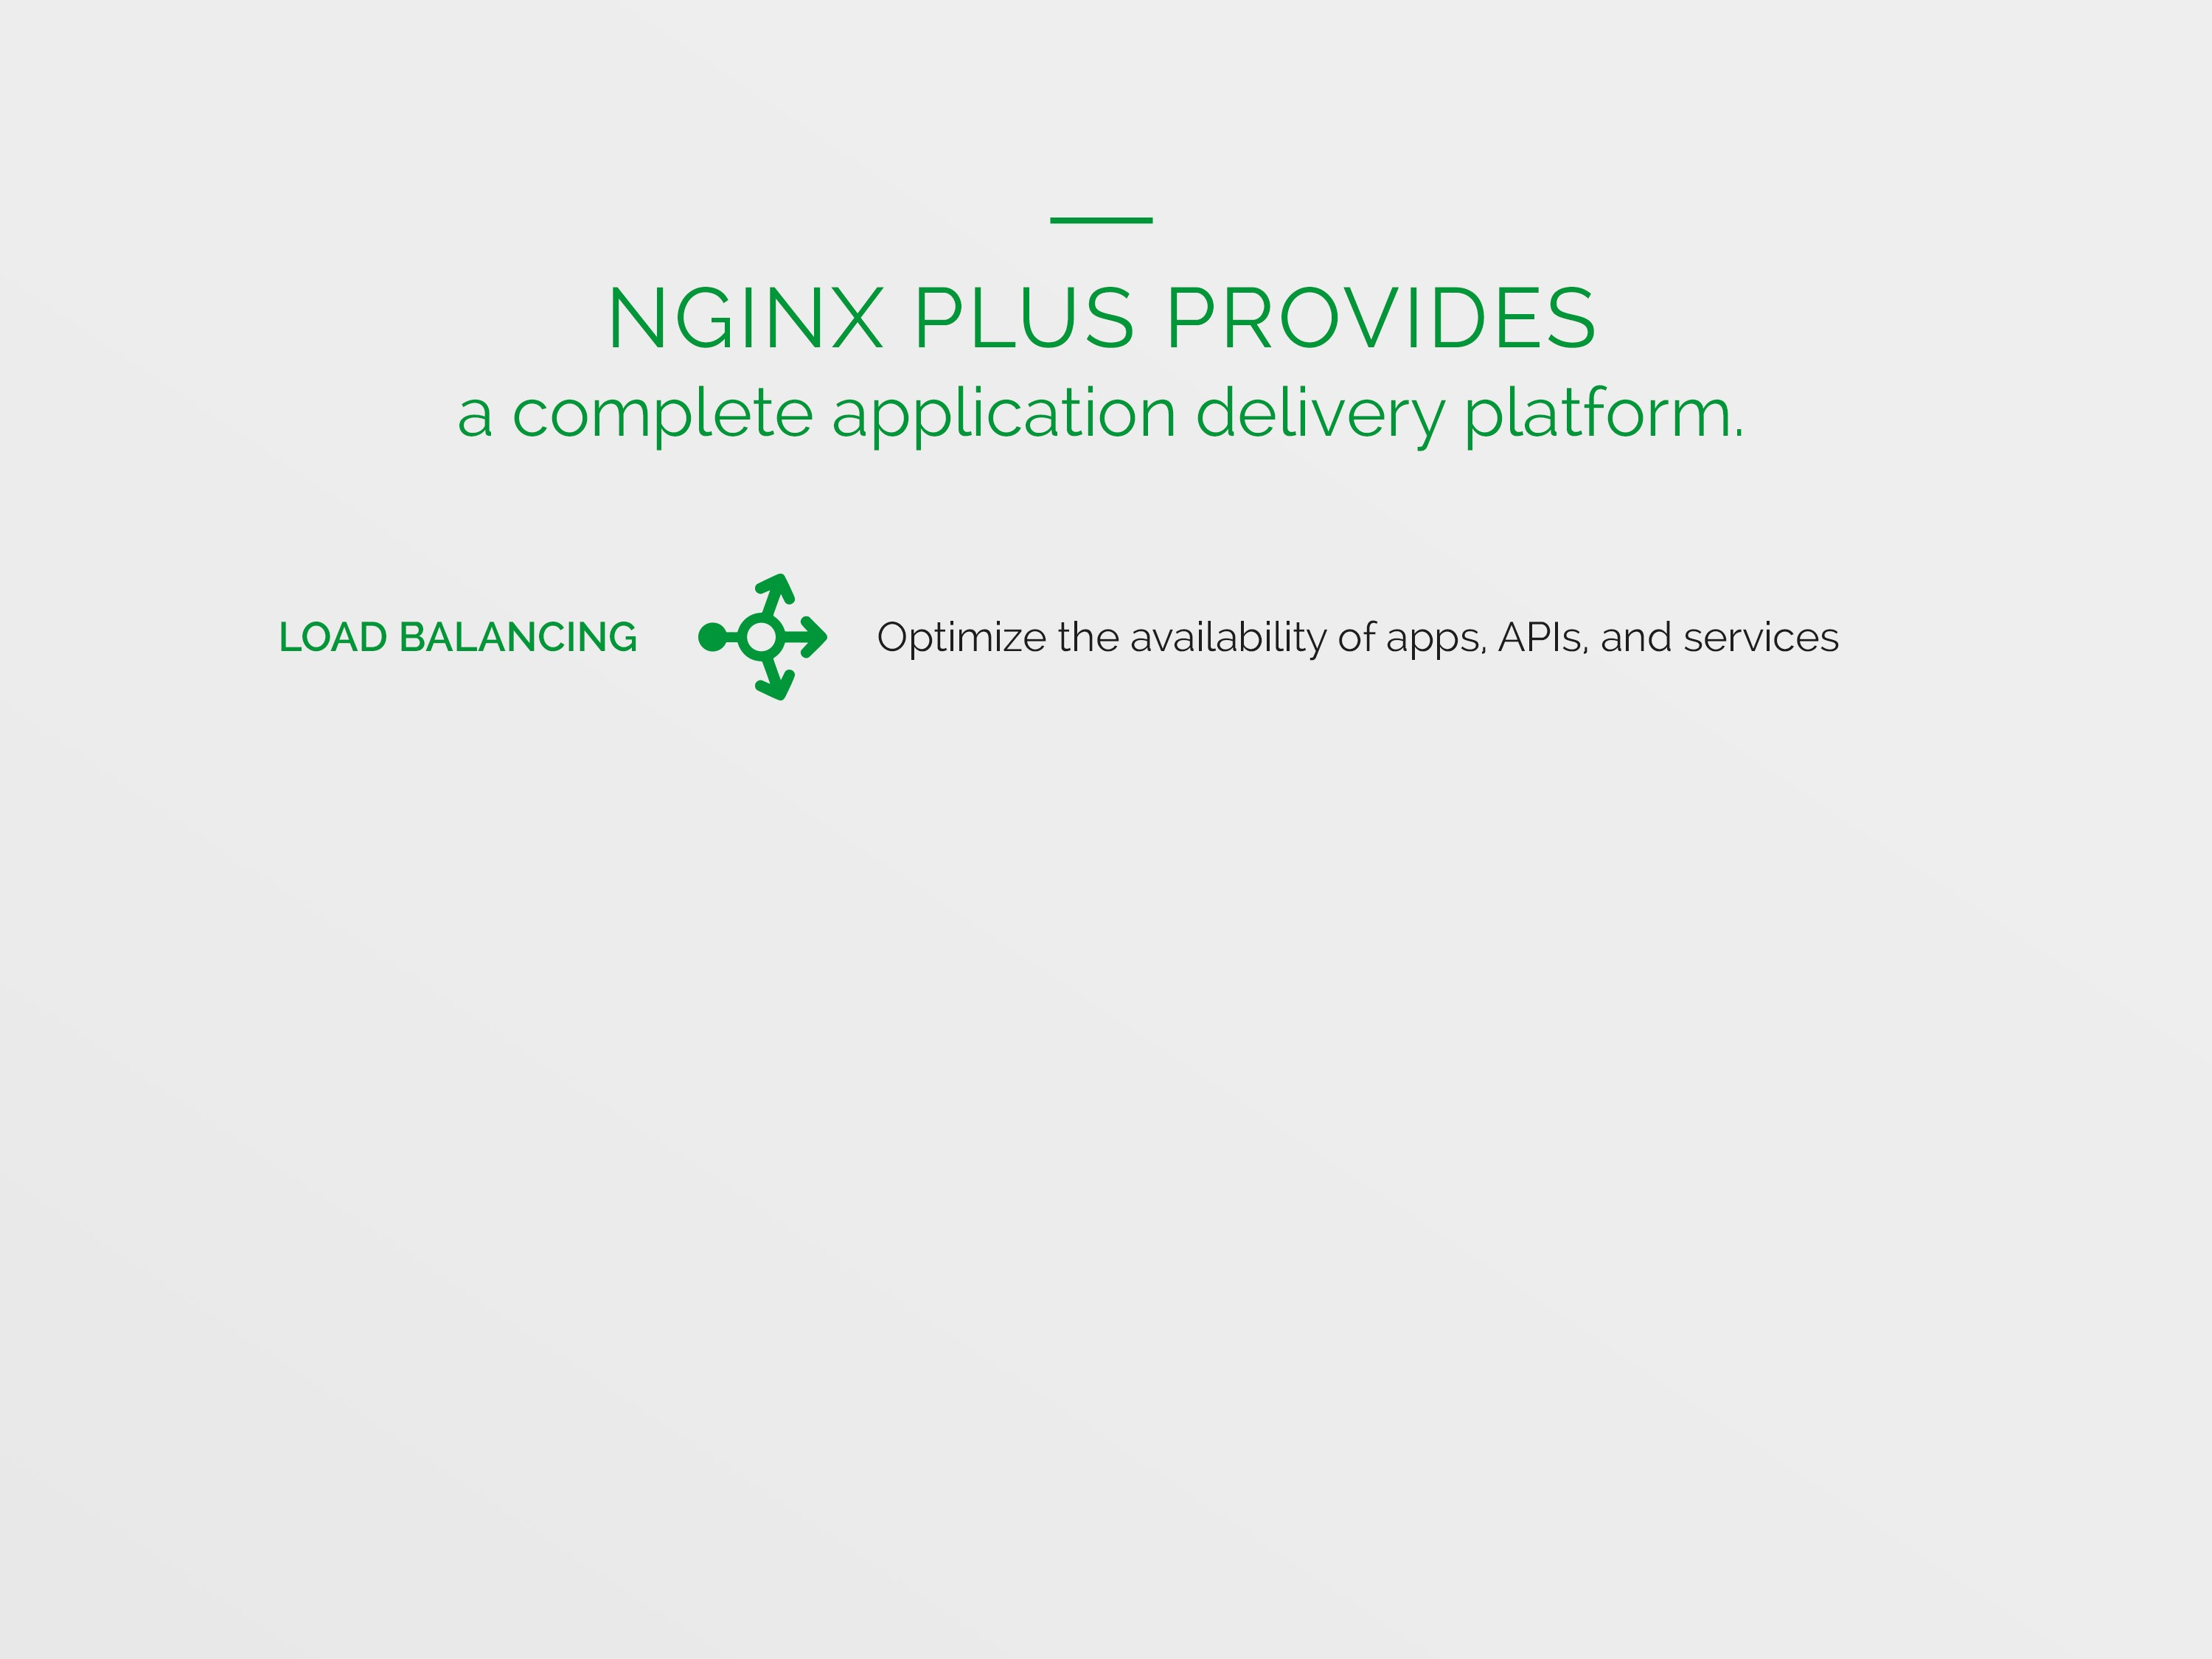 NGINX PLUS PROVIDES
a complete application delivery platform.
LOAD BALANCING
Optimize the availability of apps, APIs, and services